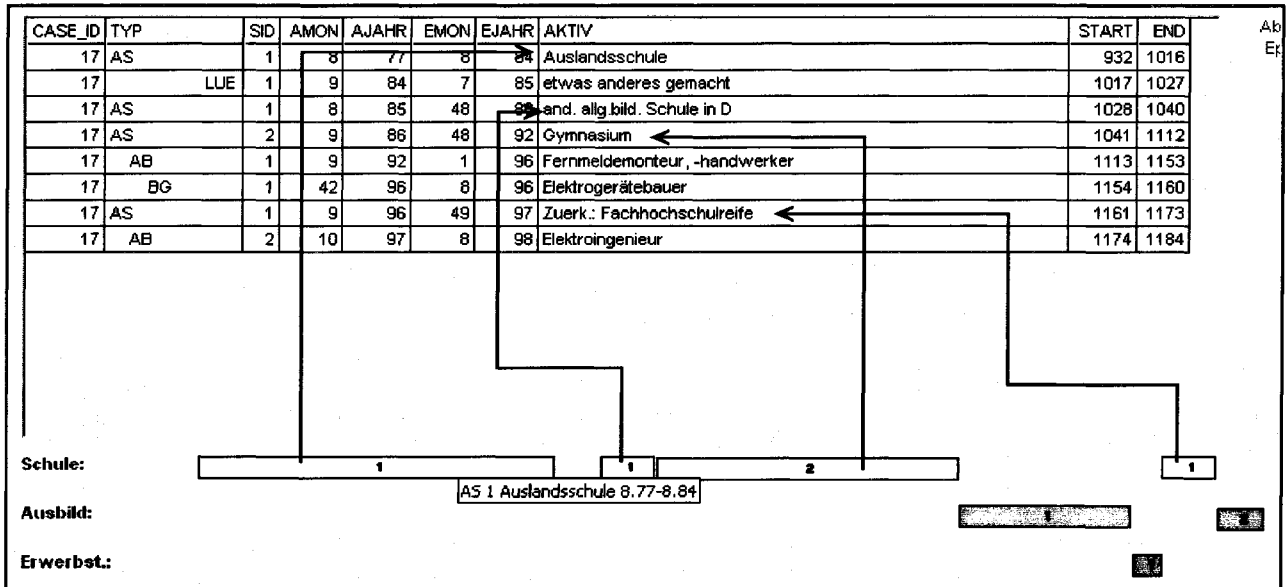 CASE_ID TYP SID AMON AJAHR EMON EJAHR AKTIV START END
17 AS 1 8 77 8 84 Auslandsschule 932 1016
17 LUE 1 9 84 7 85 etwas anderes gemacht 1017 1027
17 AS 1 8 85 48 and. allg.bild. Schule in D 1028 1040
17 AS 2 9 86 48 92 Gymnasium 1041 1112
17 AB 1 9 92 1 96 Fernmeldemonteur, -handwerker 1113 1153
17 BG 1 42 96 8 96 Elektrogerätebauer 1154 1160
17 AS 1 9 96 49 97 Zuerk.: Fachhochschulreife 1161 1173
17 AB 2 10 97 8 98 Elektroingenieur 1174 1184
Ab
Schule: 1 1 2 1
AS 1 Auslandsschule 8.77-8.84
Ausbild: 1 2
Erwerbst.: